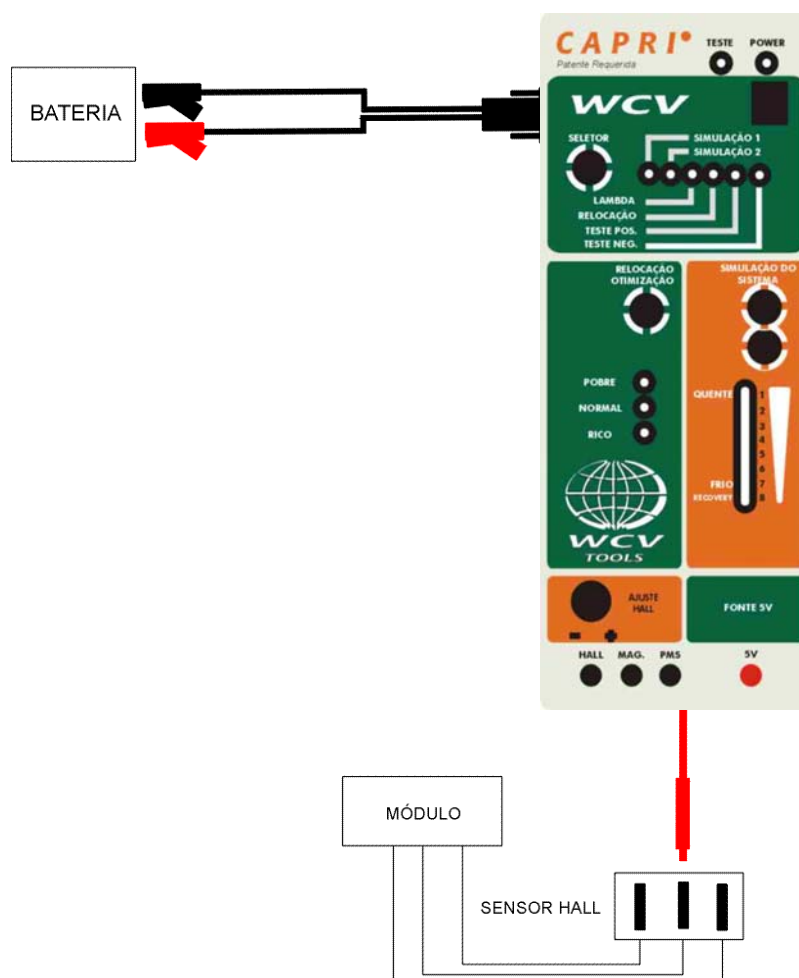 CAPRI
Patente Requerida
TESTE POWER
BATERIA
WCV
SELETOR
SIMULAÇÃO 1
SIMULAÇÃO 2
LAMBDA
RELOCAÇÃO
TESTE POS.
TESTE NEG.
RELOCAÇÃO
OTIMIZAÇÃO
SIMULAÇÃO DO
SISTEMA
POBRE
NORMAL
RICO
QUENTE
1
2
3
4
5
6
FRIO 7
RECOVERY 8
WCV
TOOLS
AJUSTE
HALL
- +
FONTE 5V
HALL MAG. PMS 5V
MÓDULO
SENSOR HALL